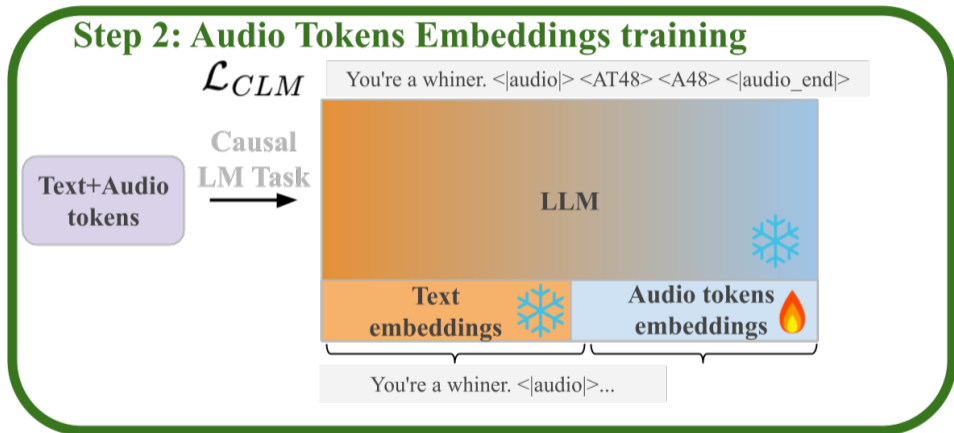 Step 2: Audio Tokens Embeddings training
ℒCLM
You're a whiner. <|audio|> <AT48> <A48> <|audio_end|>
Causal
LM Task
Text+Audio
tokens
LLM
Text
embeddings
Audio tokens
embeddings
You're a whiner. <|audio|>...